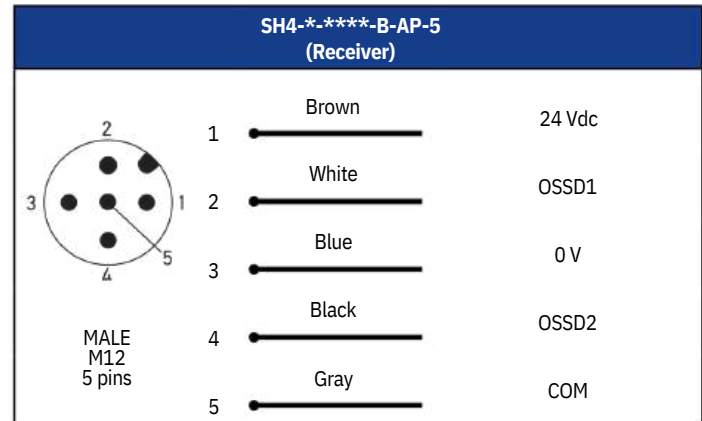 SH4-*-****-B-AP-5
(Receiver)
2
3
1
4
5
MALE
M12
5 pins
1 Brown 24 Vdc
2 White OSSD1
3 Blue 0 V
4 Black OSSD2
5 Gray COM